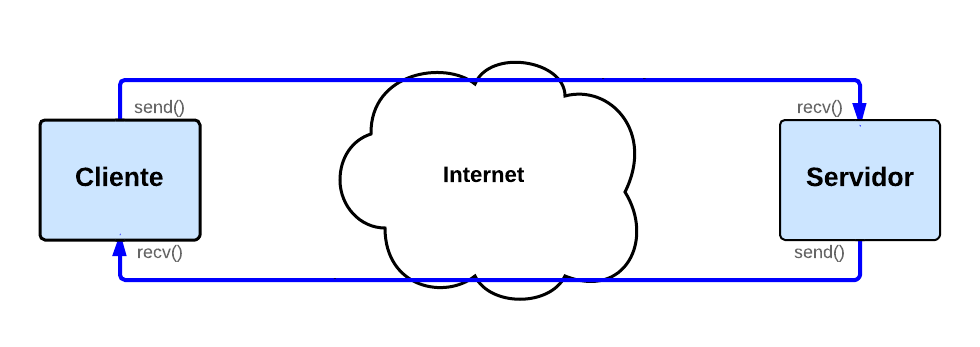 send()
recv()
Cliente
Internet
Servidor
recv()
send()